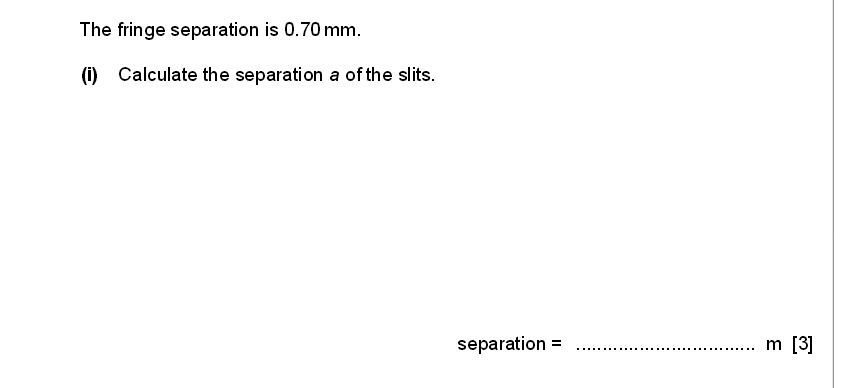 The fringe separation is 0.70 mm.
(i) Calculate the separation a of the slits.
separation = .................................. m [3]